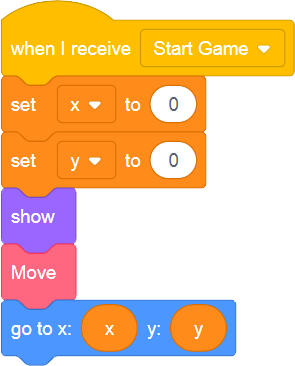 when I receive Start Game
set x to 0
set y to 0
show
Move
go to x: x y: y